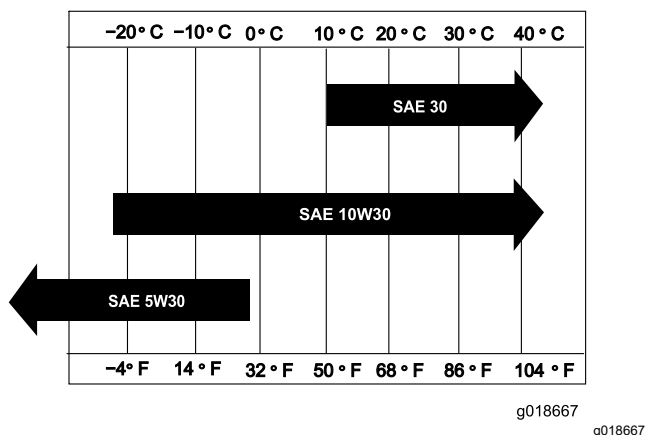 −20° C −10° C 0° C 10° C 20° C 30° C 40° C
SAE 30
SAE 10W30
SAE 5W30
−4° F 14° F 32° F 50° F 68° F 86° F 104° F
g018667
g018667